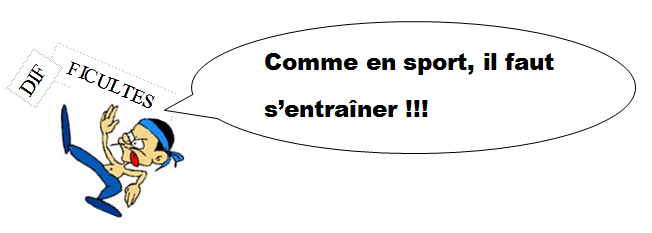 DIF
FICULTES
Comme en sport, il faut
s’entraîner !!!